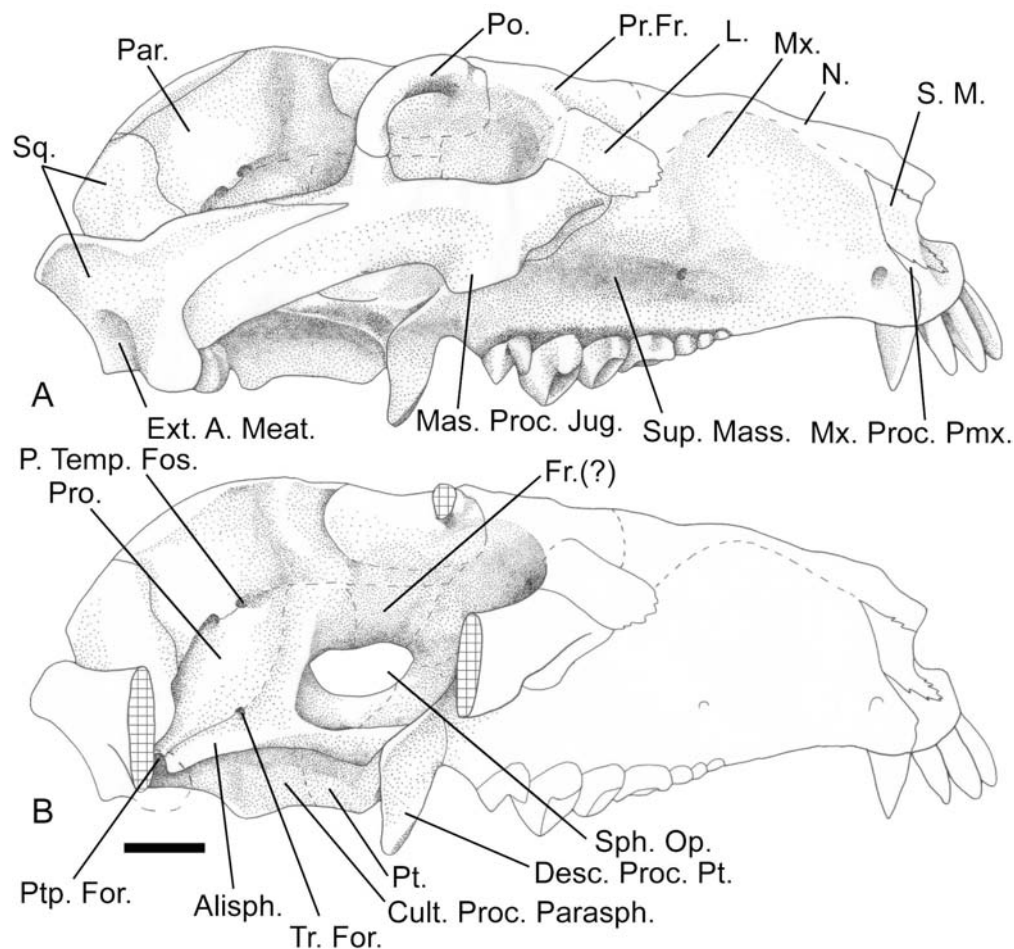 Po.
Pr.Fr.
L.
Mx.
N.
S. M.
Par.
Sq.
A
Ext. A. Meat.
Mas. Proc. Jug.
Sup. Mass.
Mx. Proc. Pmx.
P. Temp. Fos.
Pro.
Fr.(?)
B
Ptp. For.
Alisph.
Tr. For.
Pt.
Cult. Proc. Parasph.
Desc. Proc. Pt.
Sph. Op.